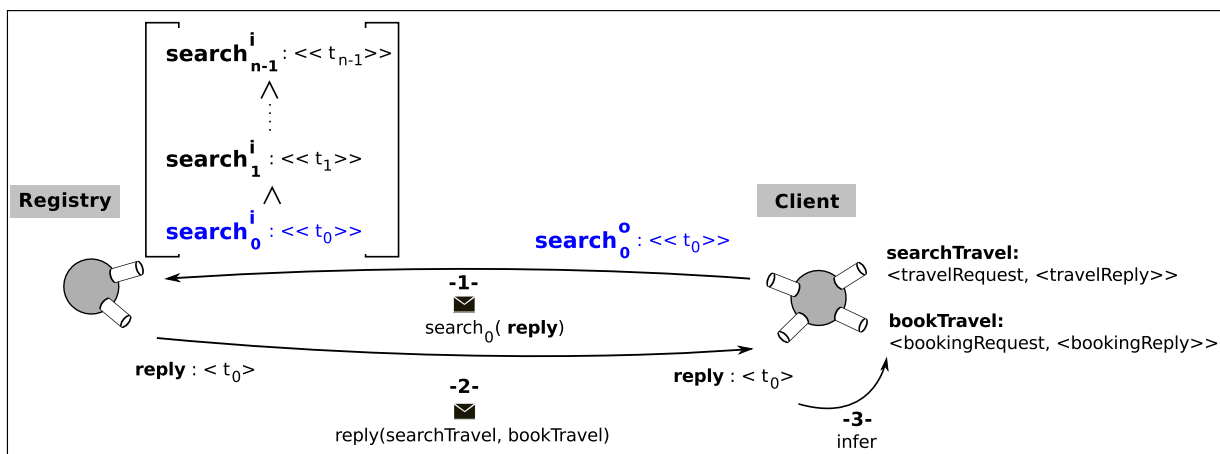 search^i_{n-1} : << t_{n-1}>>
search^i_1 : << t_1>>
Registry
search^i_0 : << t_0>>
Client
search^o_0 : << t_0>>
searchTravel:
<travelRequest, <travelReply>>
-1-
search_0( reply)
bookTravel:
<bookingRequest, <bookingReply>>
reply : < t_0>
reply : < t_0>
-2-
reply(searchTravel, bookTravel)
-3-
infer